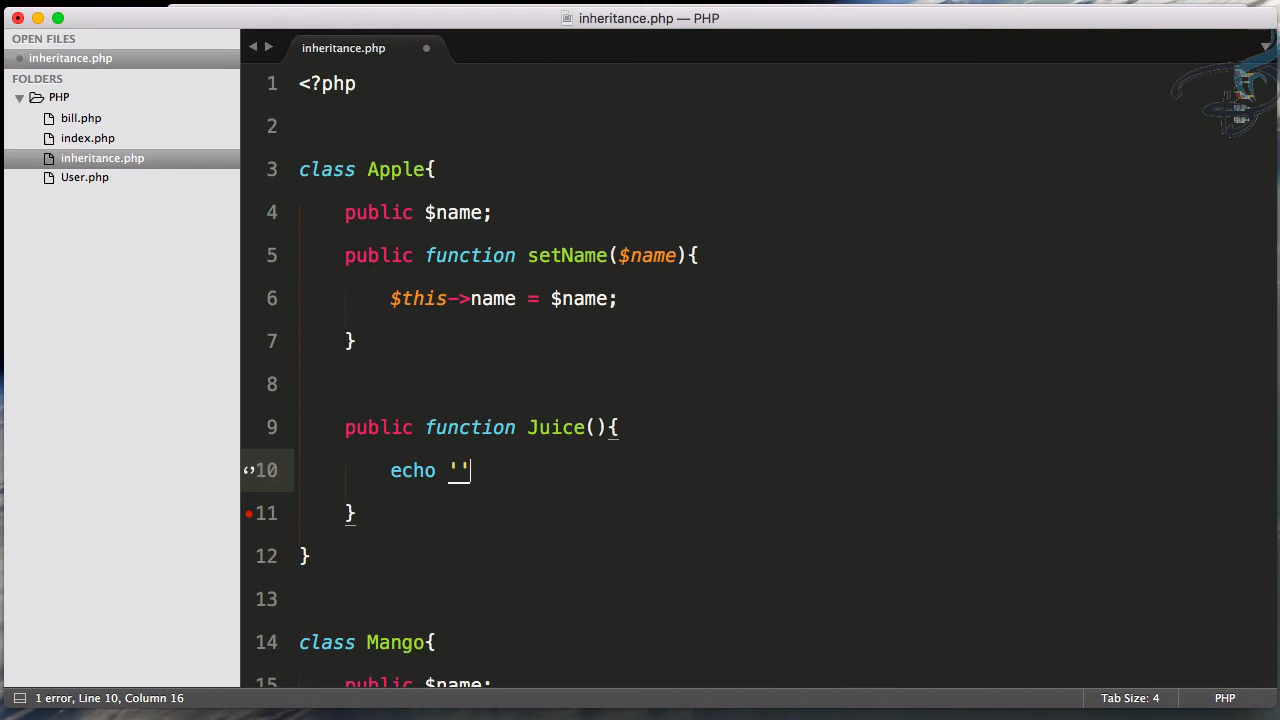 inheritance.php — PHP
OPEN FILES
inheritance.php
FOLDERS
PHP
bill.php
index.php
inheritance.php
User.php
inheritance.php
1 <?php
2
3 class Apple{
4 public $name;
5 public function setName($name){
6 $this->name = $name;
7 }
8
9 public function Juice(){
10 echo ''
11 }
12 }
13
14 class Mango{
15 public $name;
1 error, Line 10, Column 16
Tab Size: 4
PHP